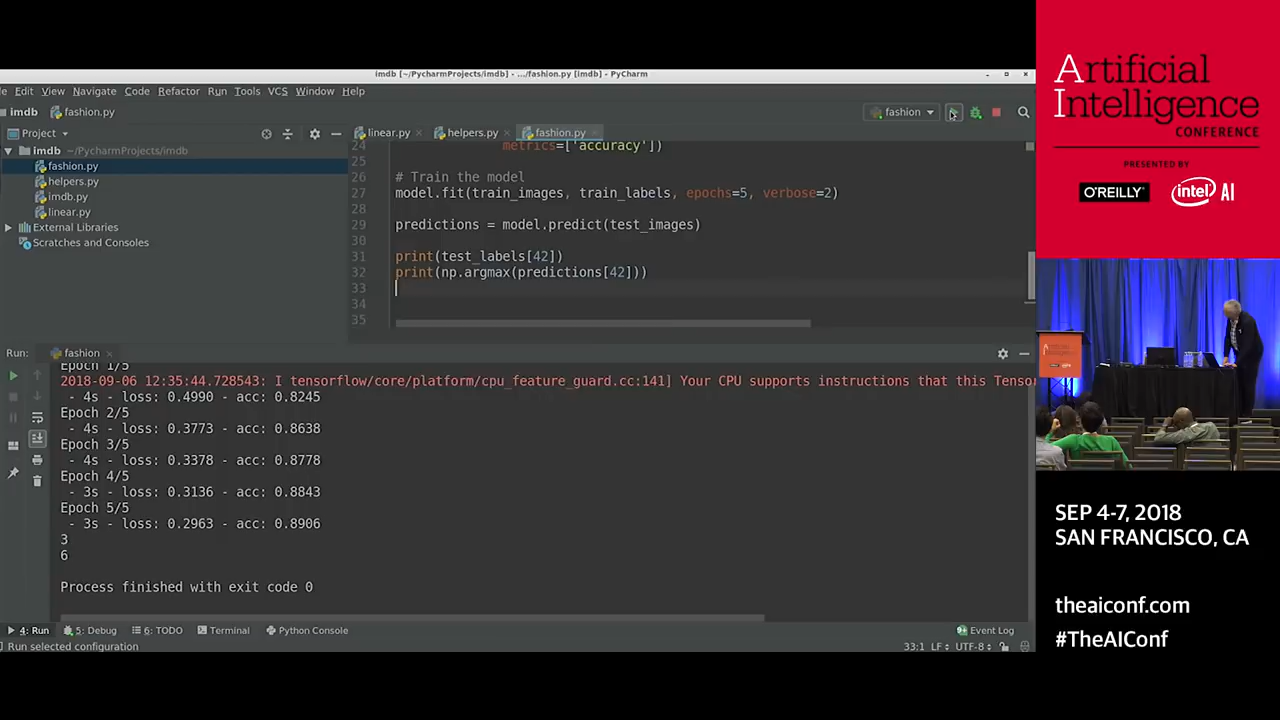 imdb [~/PycharmProjects/imdb] - .../fashion.py [imdb] - PyCharm
Edit View Navigate Code Refactor Run Tools VCS Window Help
imdb fashion.py
fashion
Project
linear.py helpers.py fashion.py
imdb ~/PycharmProjects/imdb
fashion.py
helpers.py
imdb.py
linear.py
External Libraries
Scratches and Consoles
24 metrics=['accuracy'])
25
26 # Train the model
27 model.fit(train_images, train_labels, epochs=5, verbose=2)
28
29 predictions = model.predict(test_images)
30
31 print(test_labels[42])
32 print(np.argmax(predictions[42]))
33
34
35
Run: fashion
Epoch 1/5
2018-09-06 12:35:44.728543: I tensorflow/core/platform/cpu_feature_guard.cc:141] Your CPU supports instructions that this Tensor
- 4s - loss: 0.4990 - acc: 0.8245
Epoch 2/5
- 4s - loss: 0.3773 - acc: 0.8638
Epoch 3/5
- 4s - loss: 0.3378 - acc: 0.8778
Epoch 4/5
- 3s - loss: 0.3136 - acc: 0.8843
Epoch 5/5
- 3s - loss: 0.2963 - acc: 0.8906
3
6
Process finished with exit code 0
4: Run 5: Debug 6: TODO Terminal Python Console Event Log
Run selected configuration 33:1 LF UTF-8
Artificial
Intelligence
CONFERENCE
PRESENTED BY
O'REILLY intel AI
SEP 4-7, 2018
SAN FRANCISCO, CA
theaiconf.com
#TheAIConf